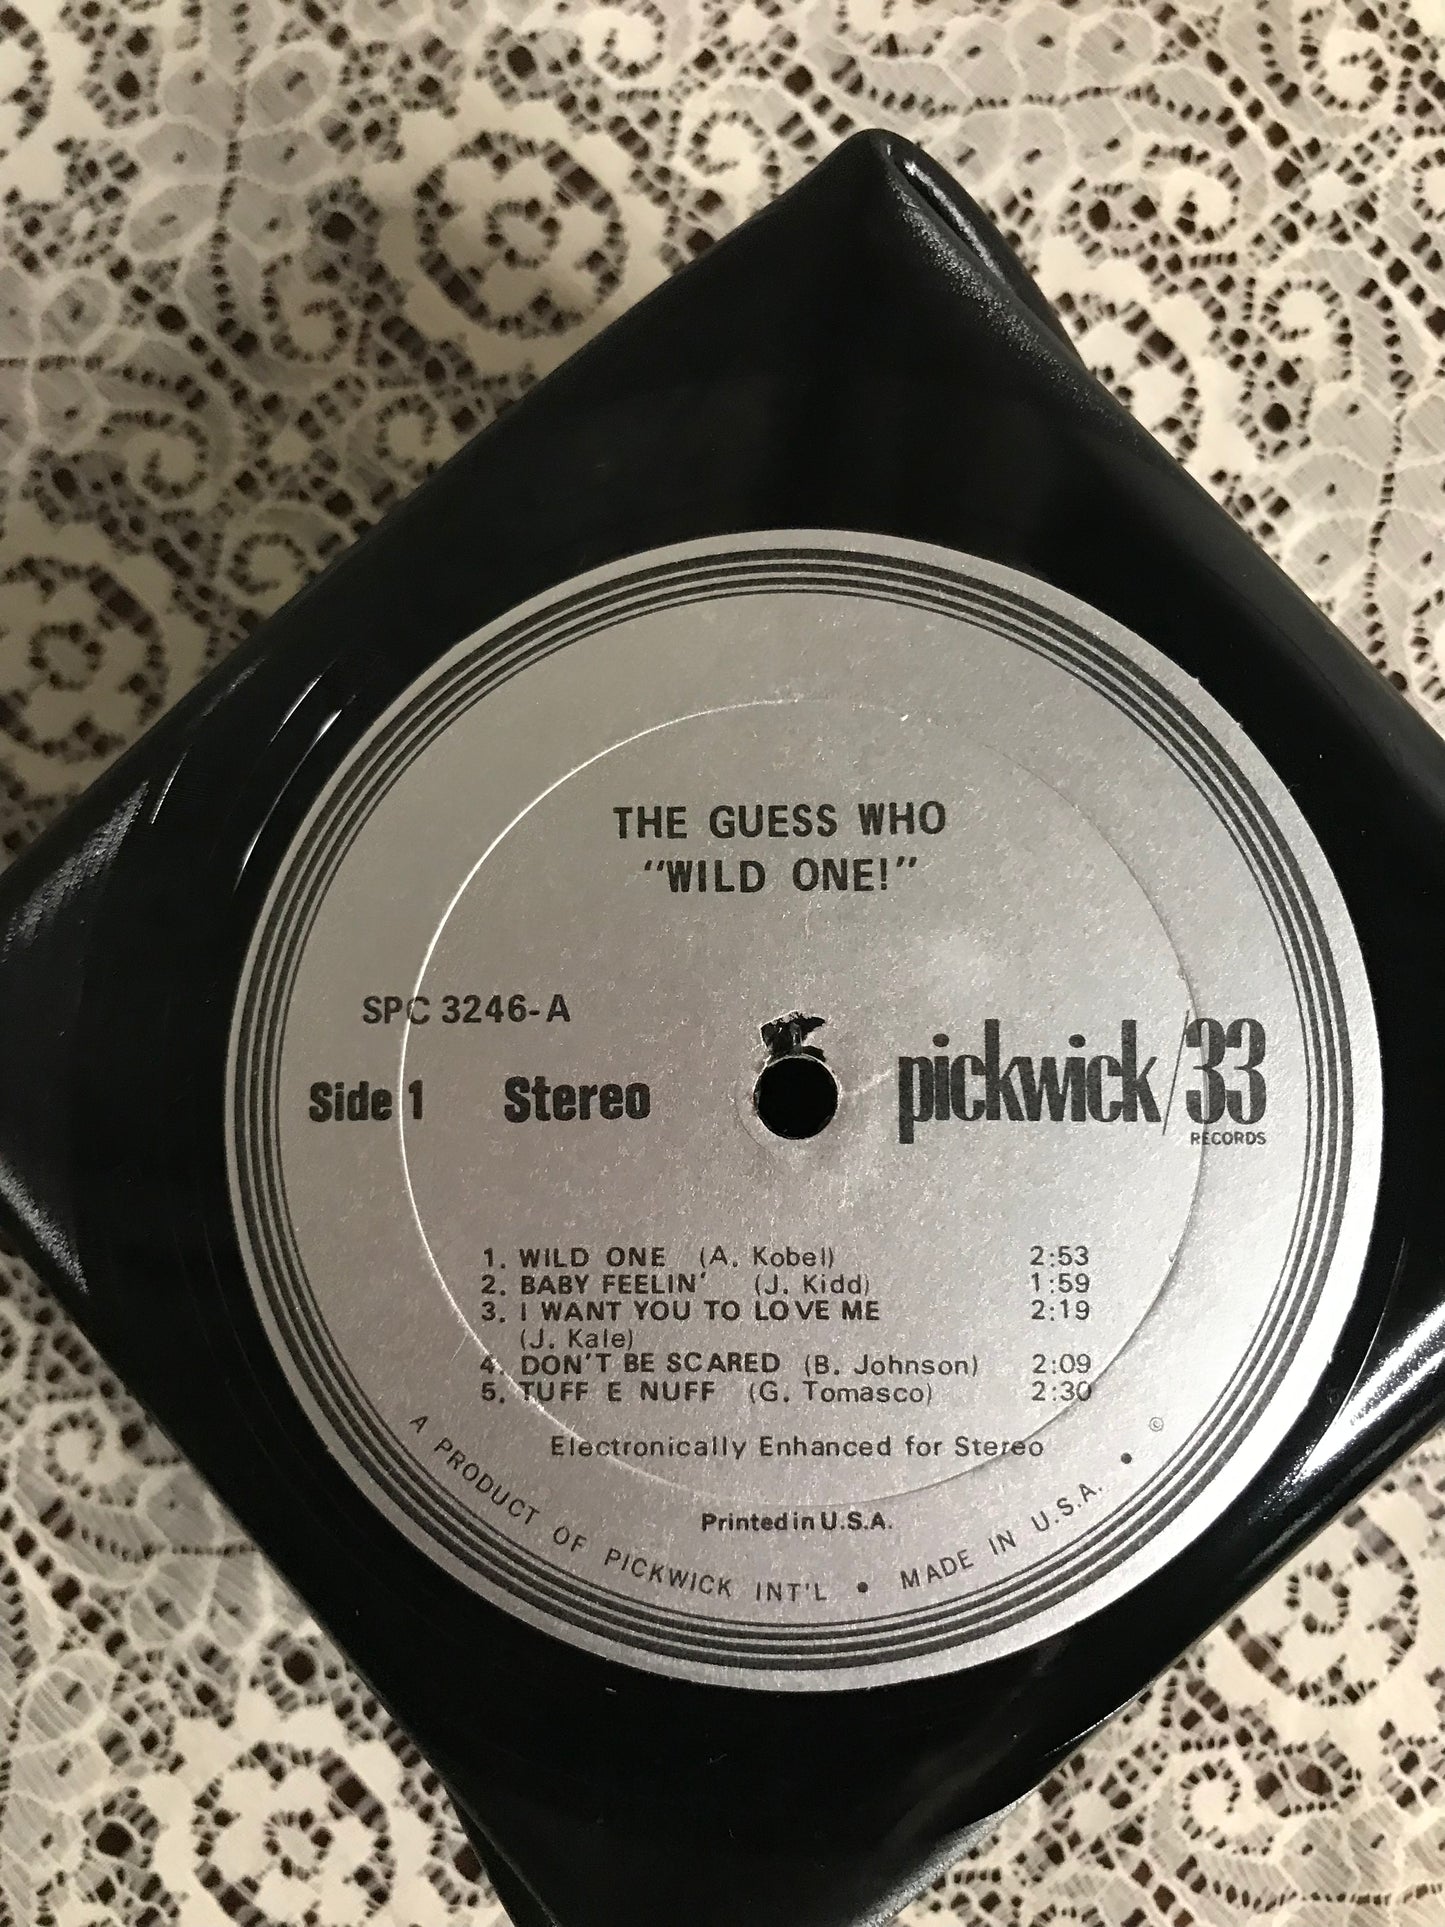 THE GUESS WHO
"WILD ONE!"
SPC 3246-A
Side 1 Stereo
pickwick/33
RECORDS
1. WILD ONE (A. Kobel) 2:53
2. BABY FEELIN' (J. Kidd) 1:59
3. I WANT YOU TO LOVE ME 2:19
(J. Kale)
4. DON'T BE SCARED (B. Johnson) 2:09
5. TUFF E NUFF (G. Tomasco) 2:30
Electronically Enhanced for Stereo
Printed in U.S.A.
A PRODUCT OF PICKWICK INT'L • MADE IN U.S.A. • ©